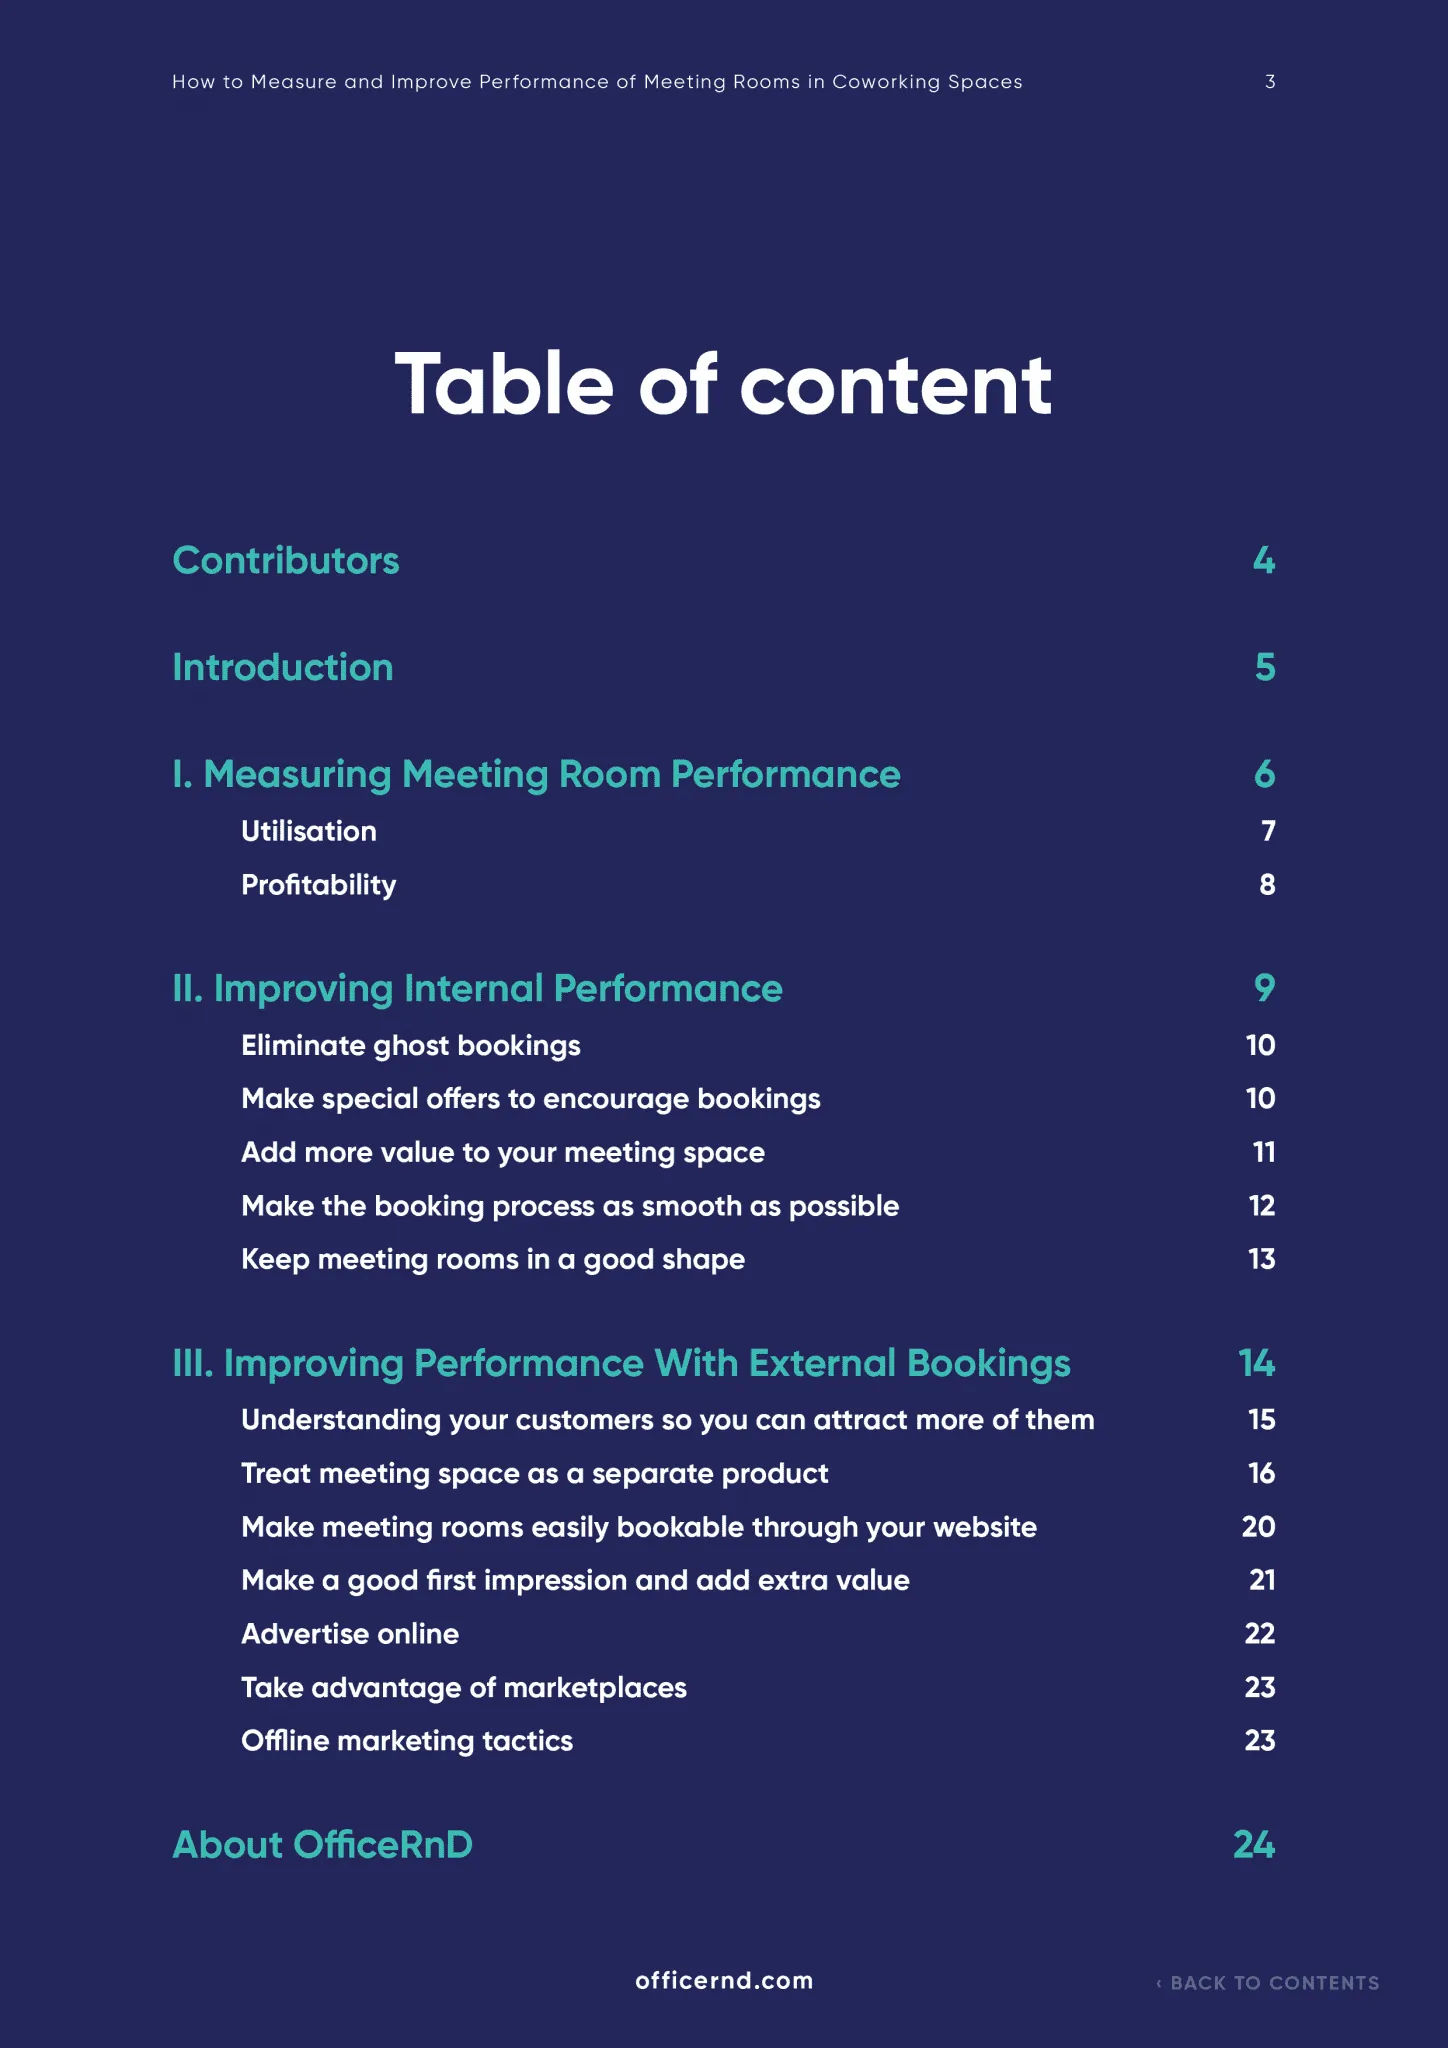 How to Measure and Improve Performance of Meeting Rooms in Coworking Spaces 3
Table of content
Contributors 4
Introduction 5
I. Measuring Meeting Room Performance 6
Utilisation 7
Profitability 8
II. Improving Internal Performance 9
Eliminate ghost bookings 10
Make special offers to encourage bookings 10
Add more value to your meeting space 11
Make the booking process as smooth as possible 12
Keep meeting rooms in a good shape 13
III. Improving Performance With External Bookings 14
Understanding your customers so you can attract more of them 15
Treat meeting space as a separate product 16
Make meeting rooms easily bookable through your website 20
Make a good first impression and add extra value 21
Advertise online 22
Take advantage of marketplaces 23
Offline marketing tactics 23
About OfficeRnD 24
officernd.com ‹ BACK TO CONTENTS